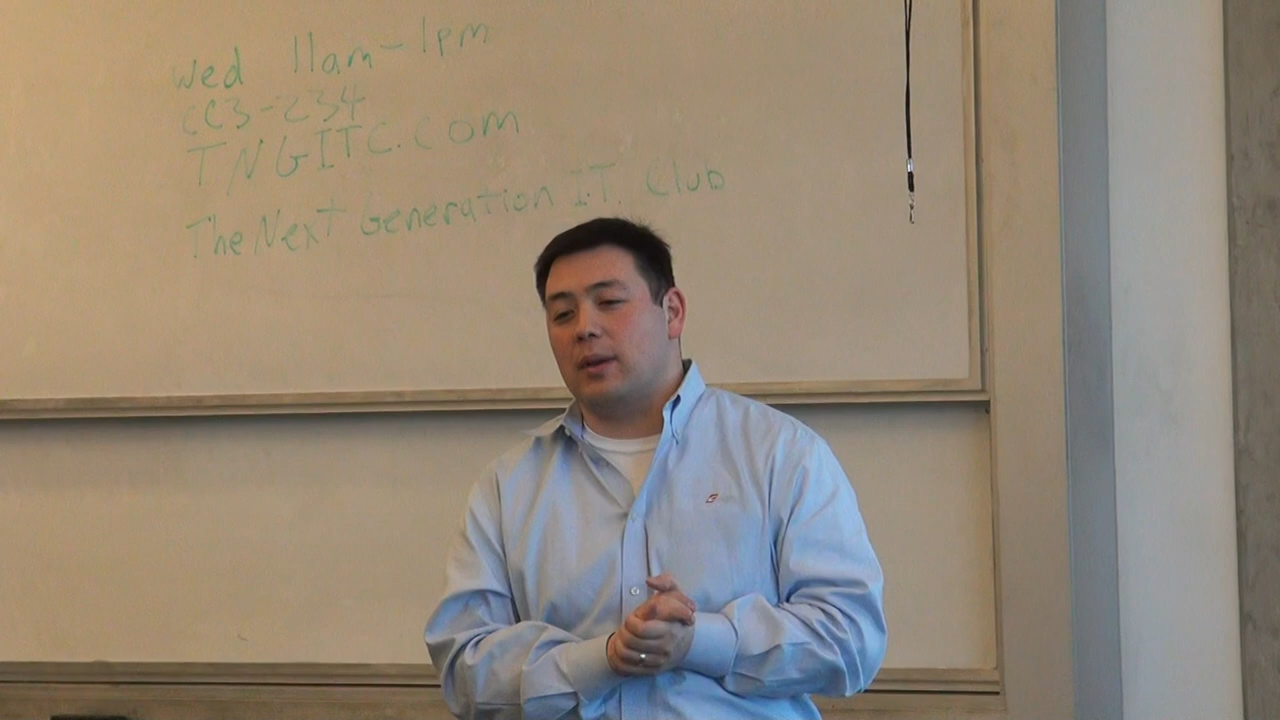 Wed 11am-1pm
CC3-234
TNGITC.com
The Next Generation I.T. Club